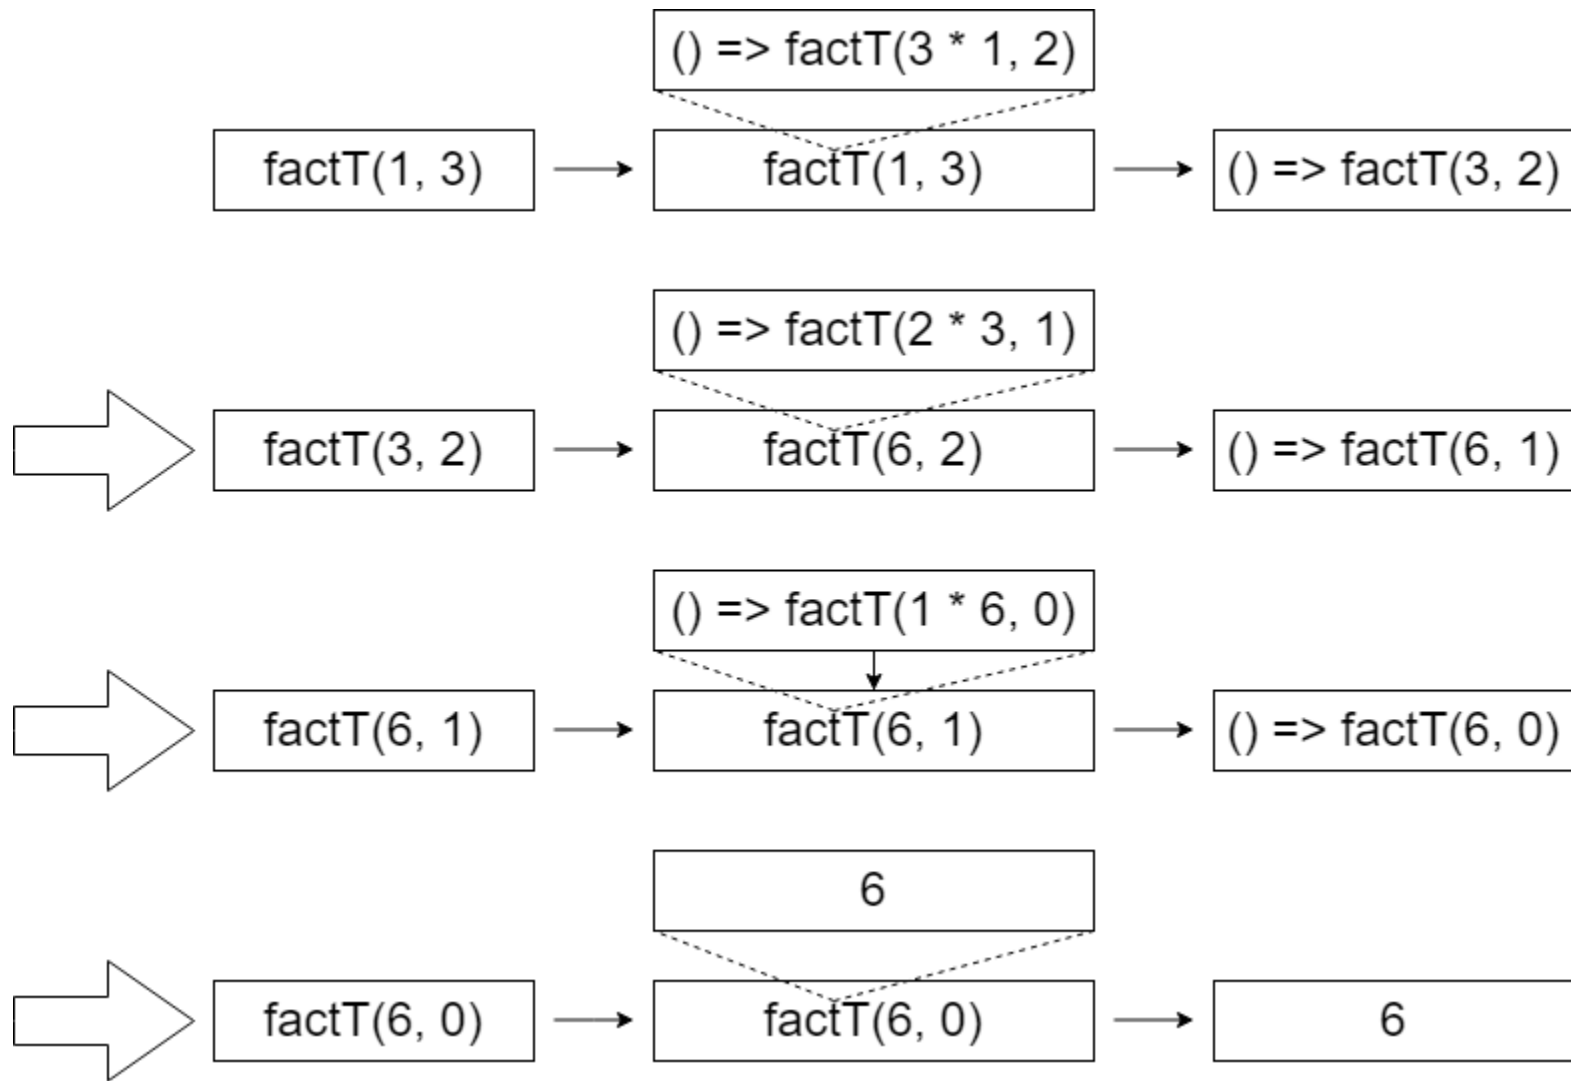 () => factT(3 * 1, 2)
factT(1, 3)
factT(1, 3)
() => factT(3, 2)
() => factT(2 * 3, 1)
factT(3, 2)
factT(6, 2)
() => factT(6, 1)
() => factT(1 * 6, 0)
factT(6, 1)
factT(6, 1)
() => factT(6, 0)
6
factT(6, 0)
factT(6, 0)
6